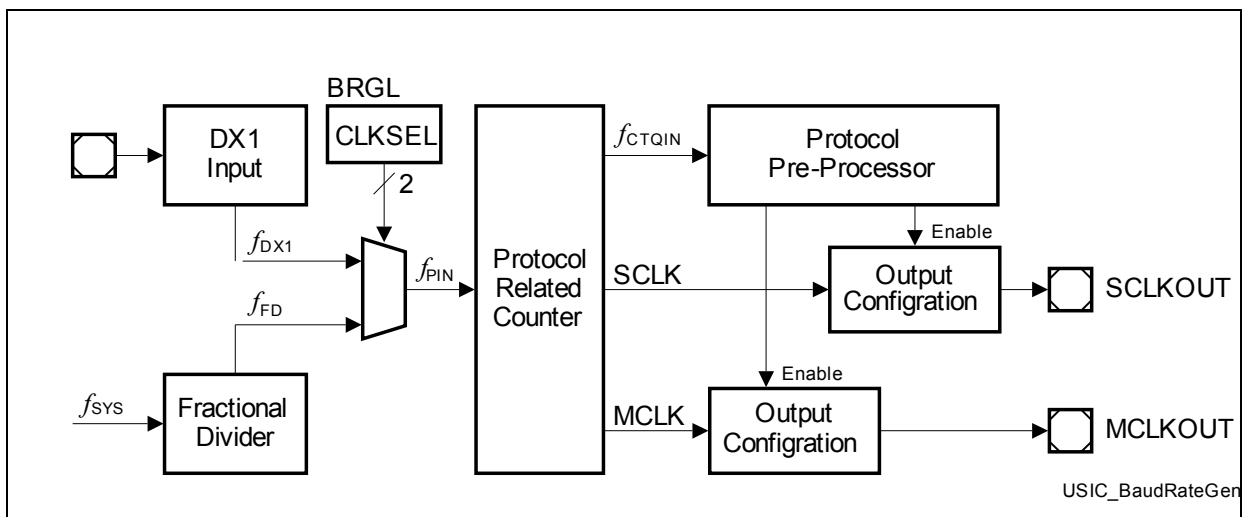 BRGL
DX1
Input
CLKSEL
2
fCTQIN
Protocol
Pre-Processor
Enable
fDX1
fPIN
Protocol
Related
Counter
SCLK
Output
Configration
SCLKOUT
fFD
Enable
fSYS
Fractional
Divider
MCLK
Output
Configration
MCLKOUT
USIC_BaudRateGen